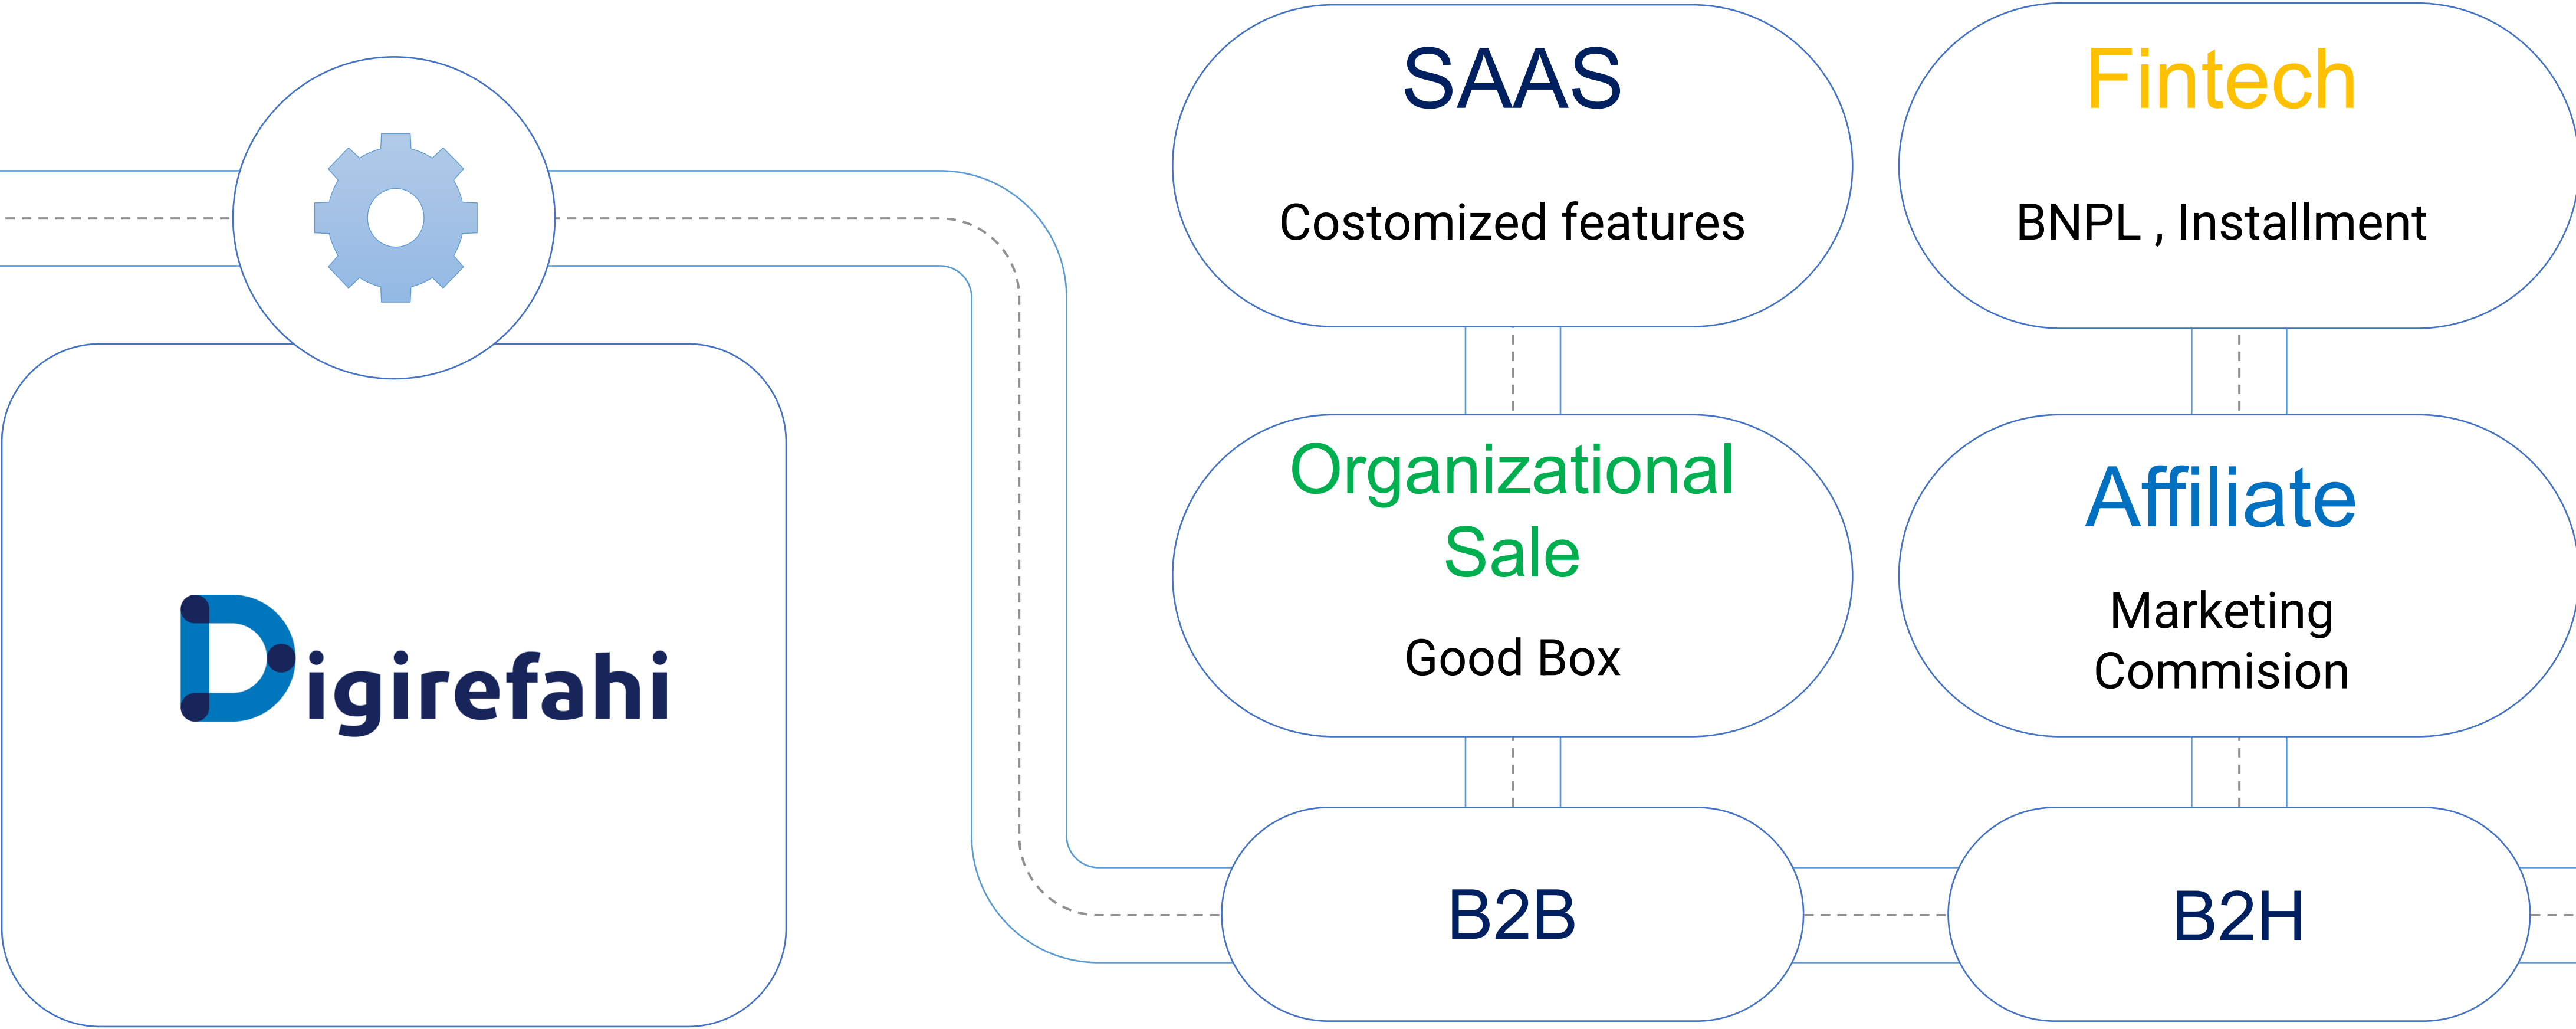 Digirefahi
SAAS
Costomized features
Organizational
Sale
Good Box
B2B
Fintech
BNPL , Installment
Affiliate
Marketing
Commision
B2H